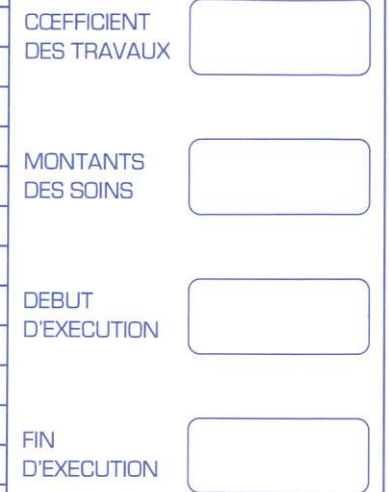 CŒFFICIENT
DES TRAVAUX
MONTANTS
DES SOINS
DEBUT
D'EXECUTION
FIN
D'EXECUTION